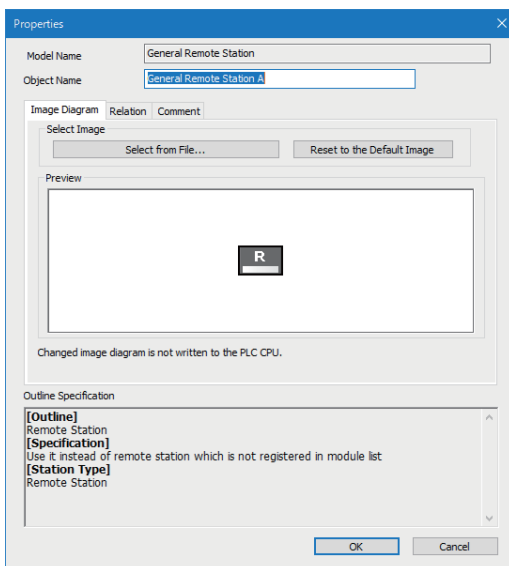 Properties
Model Name General Remote Station
Object Name General Remote Station A
Image Diagram Relation Comment
Select Image
Select from File... Reset to the Default Image
Preview
R
Changed image diagram is not written to the PLC CPU.
Outline Specification
[Outline]
Remote Station
[Specification]
Use it instead of remote station which is not registered in module list
[Station Type]
Remote Station
OK Cancel